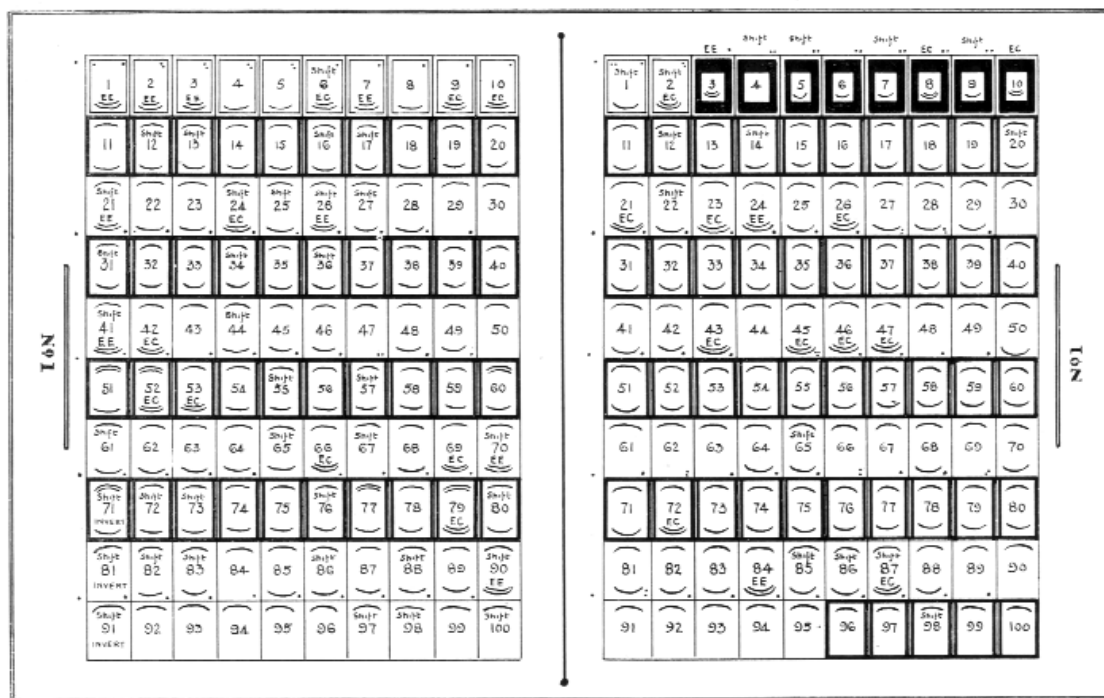 No 1
Shift
1 2 3 4 5 6 7 8 9 10
EC EE EE EC EE EC EC
Shift Shift Shift Shift
11 12 13 14 15 16 17 18 19 20
Shift Shift Shift Shift Shift
21 22 23 24 25 26 27 28 29 30
EE EC EE
Shift Shift Shift
31 32 33 34 35 36 37 38 39 40
Shift Shift
41 42 43 44 45 46 47 48 49 50
EE EC
Shift Shift
51 52 53 54 55 56 57 58 59 60
EC EC
Shift Shift Shift Shift
61 62 63 64 65 66 67 68 69 70
EC EC EE
Shift Shift Shift Shift Shift
71 72 73 74 75 76 77 78 79 80
INVERT EC
Shift Shift Shift Shift Shift Shift
81 82 83 84 85 86 87 88 89 90
INVERT EE
Shift Shift Shift Shift
91 92 93 94 95 96 97 98 99 100
INVERT
Shift Shift Shift Shift
EE EC EC
Shift Shift
1 2 3 4 5 6 7 8 9 10
EC
Shift Shift Shift
11 12 13 14 15 16 17 18 19 20
Shift
21 22 23 24 25 26 27 28 29 30
EC EC EE EC
31 32 33 34 35 36 37 38 39 40
41 42 43 44 45 46 47 48 49 50
EC EC EC EC
51 52 53 54 55 56 57 58 59 60
Shift
61 62 63 64 65 66 67 68 69 70
71 72 73 74 75 76 77 78 79 80
EC
Shift Shift Shift
81 82 83 84 85 86 87 88 89 90
EE EC
Shift
91 92 93 94 95 96 97 98 99 100
No 1